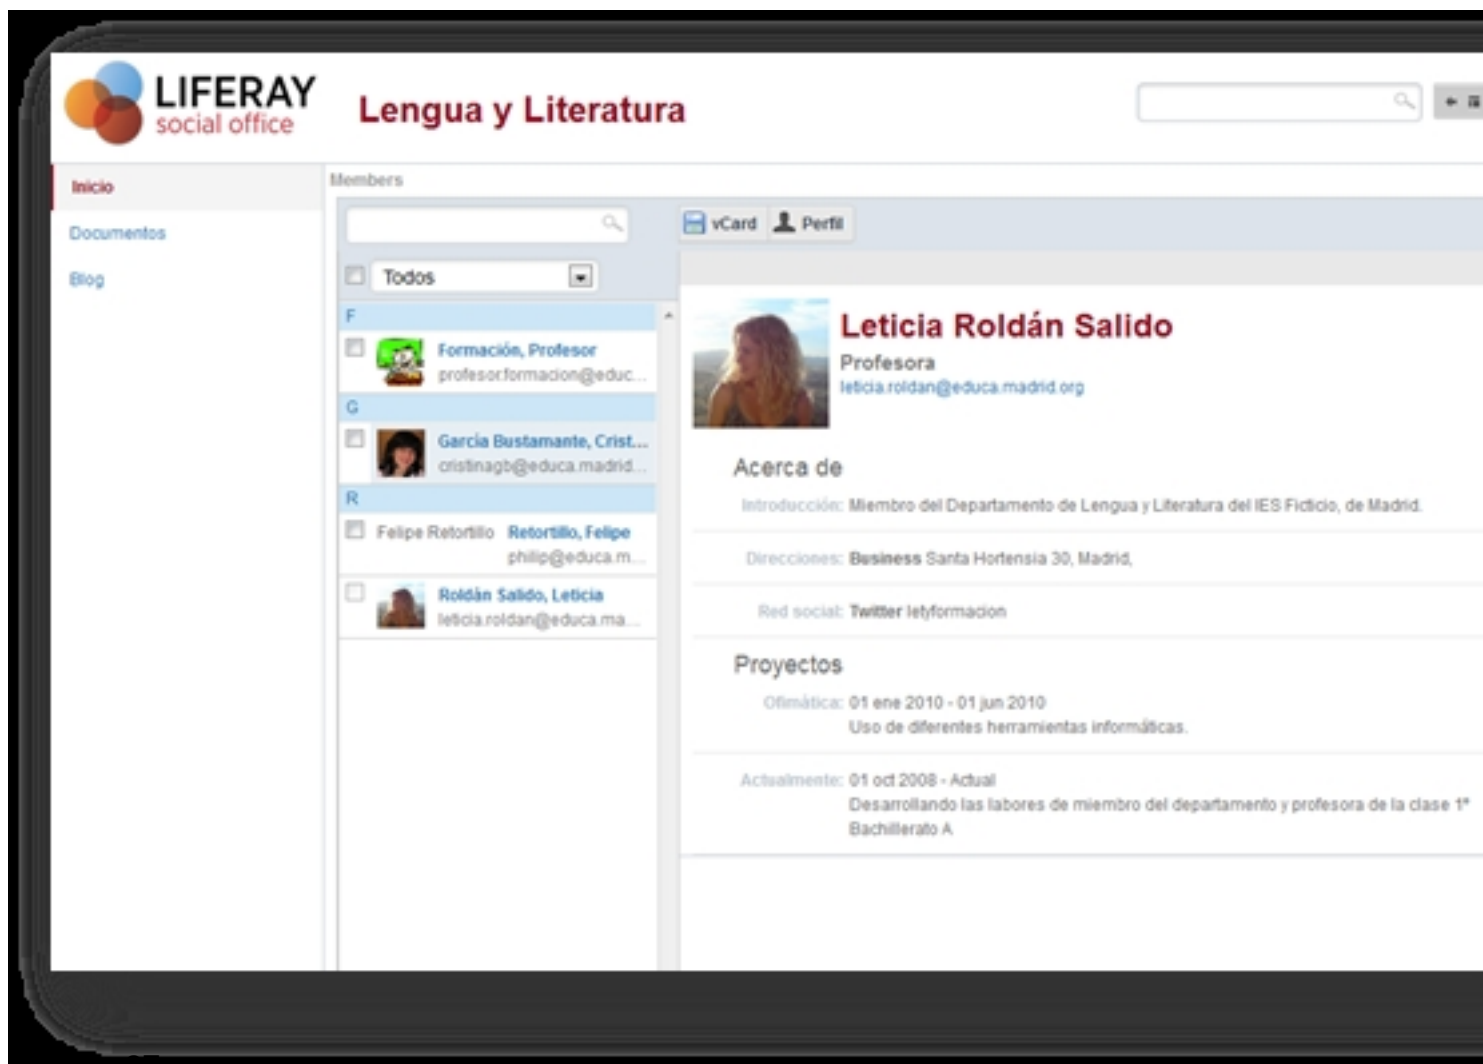 LIFERAY
social office
Lengua y Literatura
Inicio
Documentos
Blog
Members
Todos
F
Formación, Profesor
profesor.formacion@educ...
G
García Bustamante, Crist...
cristinagb@educa.madrid...
R
Felipe Retortillo Retortillo, Felipe
philip@educa.m...
Roldán Salido, Leticia
leticia.roldan@educa.ma...
vCard Perfil
Leticia Roldán Salido
Profesora
leticia.roldan@educa.madrid.org
Acerca de
Introducción: Miembro del Departamento de Lengua y Literatura del IES Ficticio, de Madrid.
Direcciones: Business Santa Hortensia 30, Madrid,
Red social: Twitter letyformacion
Proyectos
Ofimática: 01 ene 2010 - 01 jun 2010
Uso de diferentes herramientas informáticas.
Actualmente: 01 oct 2008 - Actual
Desarrollando las labores de miembro del departamento y profesora de la clase 1º
Bachillerato A